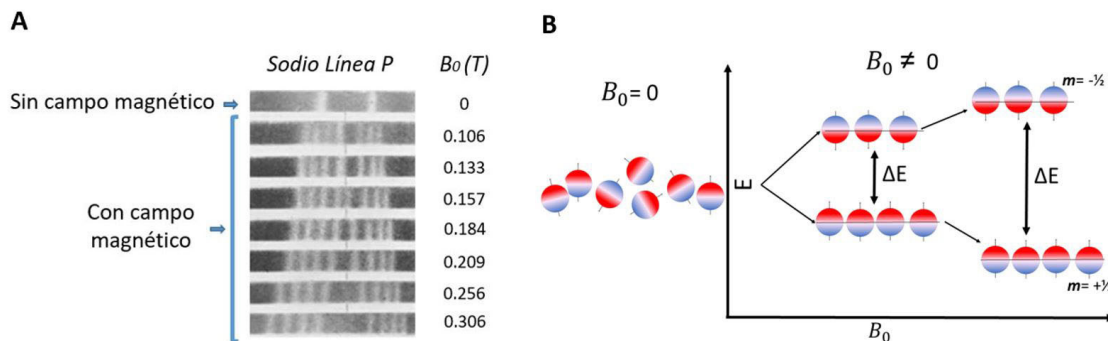 A
Sodio Línea P
B₀ (T)
Sin campo magnético
0
0.106
0.133
0.157
Con campo
magnético
0.184
0.209
0.256
0.306
B
B₀ = 0
B₀ ≠ 0
E
ΔE
ΔE
m= -½
m= +½
B₀